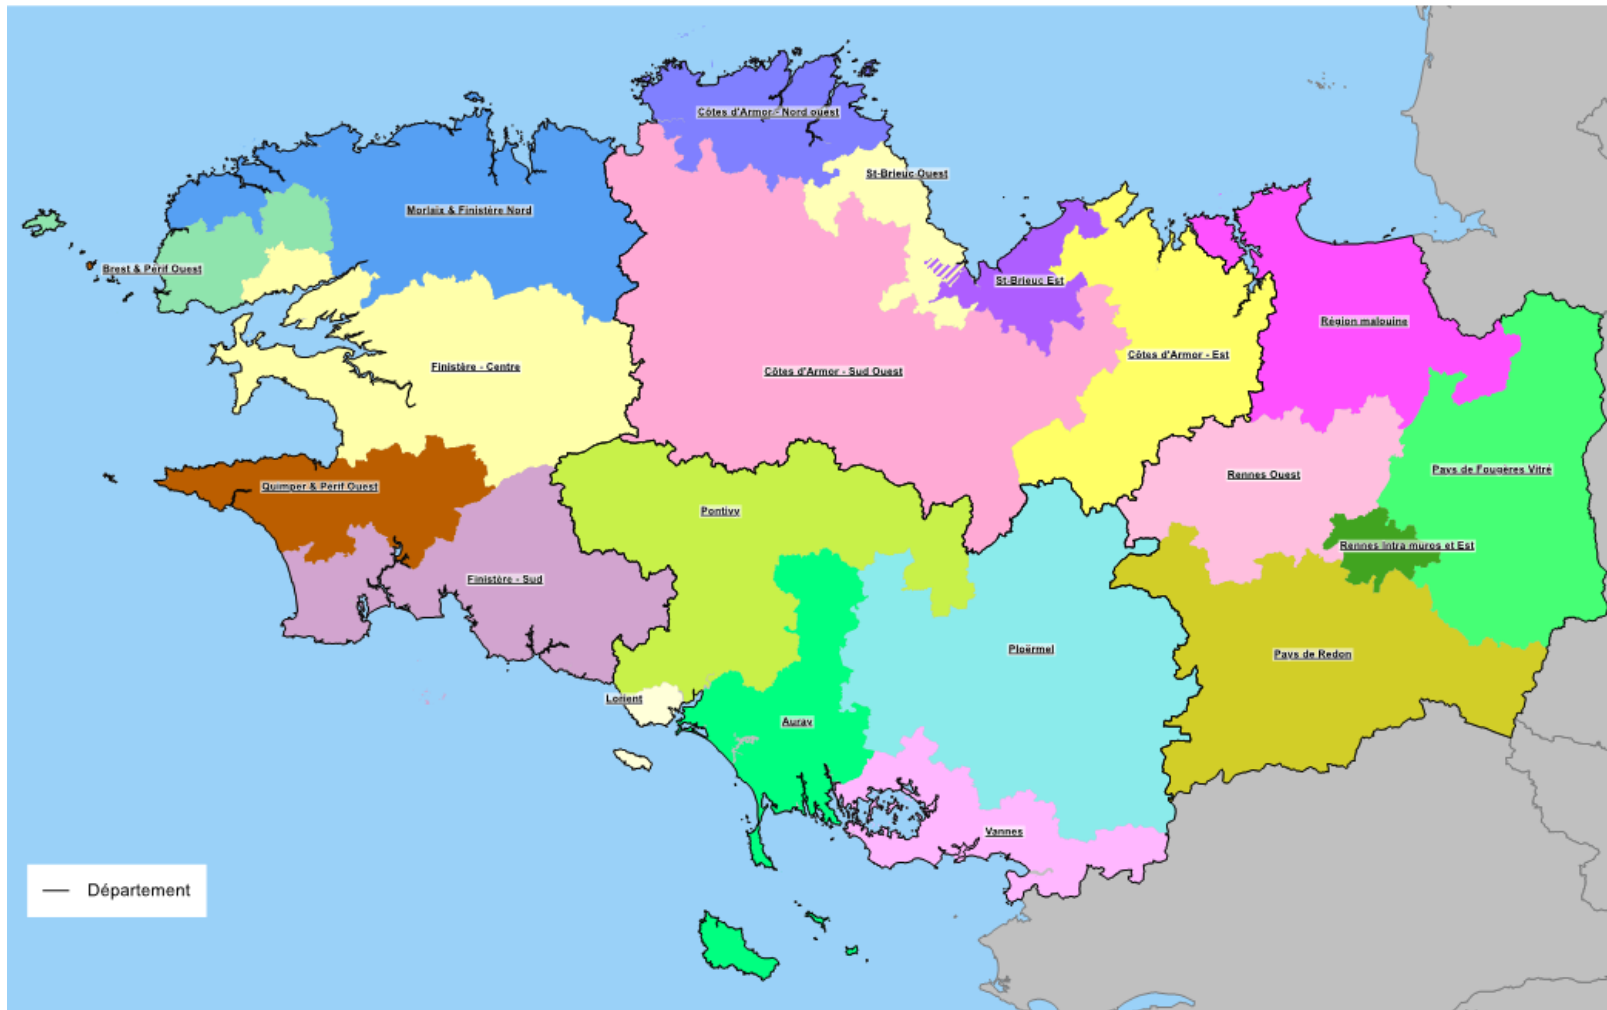 Côtes d'Armor - Nord ouest
St-Brieuc Ouest
Morlaix & Finistère Nord
Brest & Périf Ouest
St-Brieuc Est
Région malouine
Côtes d'Armor - Est
Finistère - Centre
Côtes d'Armor - Sud Ouest
Pays de Fougères Vitré
Rennes Ouest
Quimper & Périf Ouest
Pontivy
Rennes Intra muros et Est
Finistère - Sud
Ploërmel
Pays de Redon
Lorient
Auray
Vannes
Département